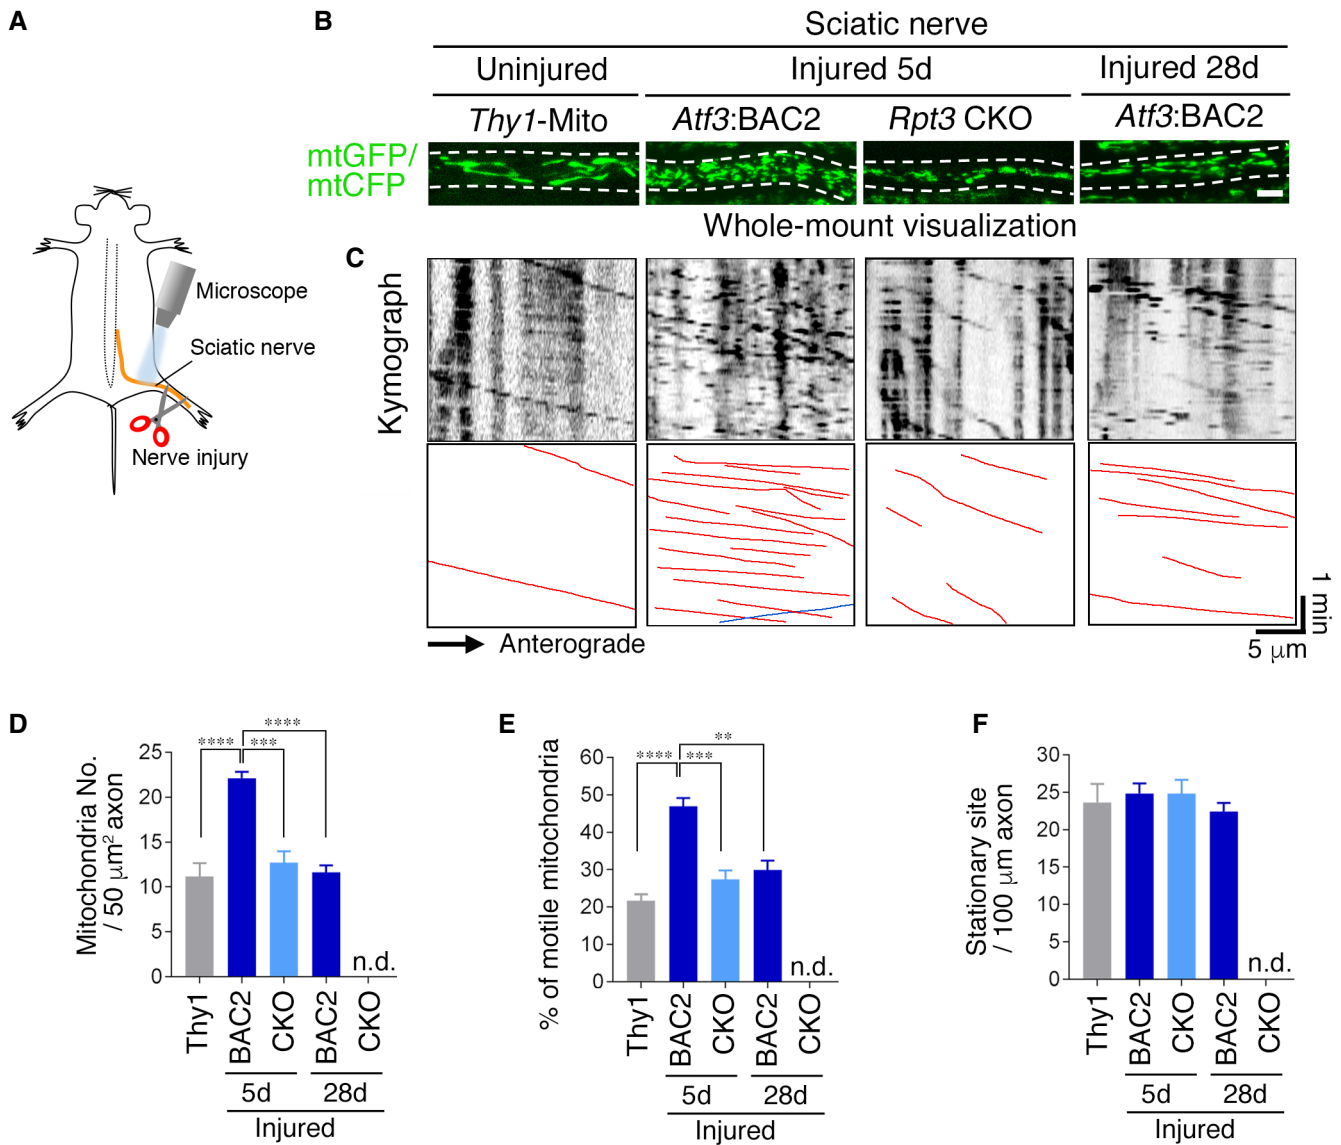 A
B
Sciatic nerve
Uninjured
Injured 5d
Injured 28d
Thy1-Mito
Atf3:BAC2
Rpt3 CKO
Atf3:BAC2
mtGFP/
mtCFP
Whole-mount visualization
Microscope
Sciatic nerve
Nerve injury
C
Kymograph
1 min
5 μm
Anterograde
D
Mitochondria No.
/ 50 μm² axon
25
20
15
10
5
0
****
***
****
n.d.
Thy1
BAC2
CKO
BAC2
CKO
5d
28d
Injured
E
% of motile mitochondria
60
50
40
30
20
10
0
****
***
**
n.d.
Thy1
BAC2
CKO
BAC2
CKO
5d
28d
Injured
F
Stationary site
/ 100 μm axon
30
25
20
15
10
5
0
n.d.
Thy1
BAC2
CKO
BAC2
CKO
5d
28d
Injured